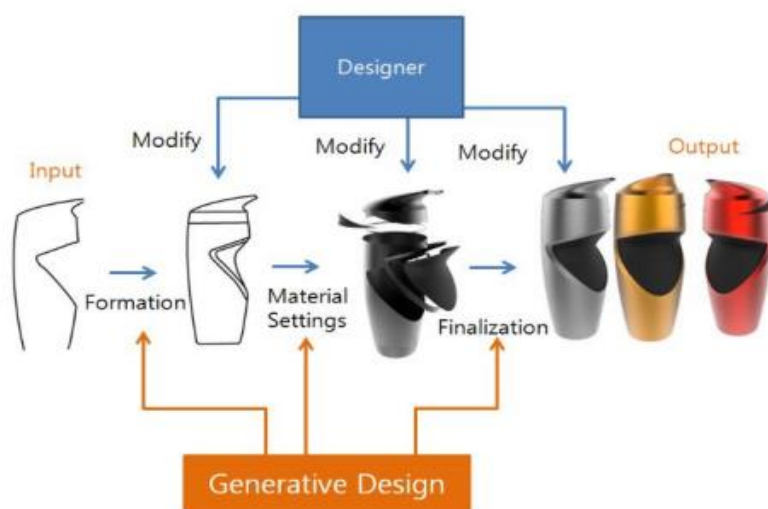 Designer
Modify
Modify
Modify
Input
Output
Formation
Material
Settings
Finalization
Generative Design